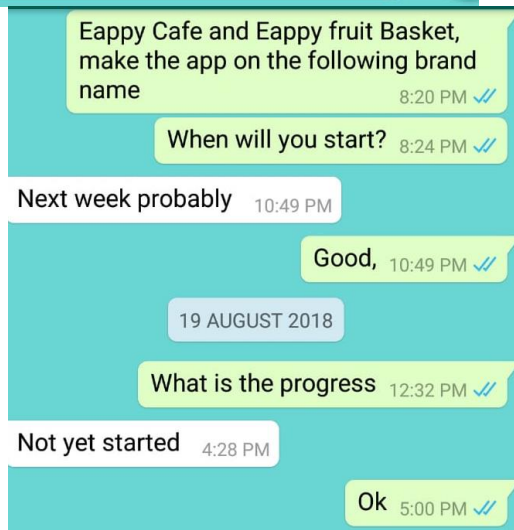 Eappy Cafe and Eappy fruit Basket,
make the app on the following brand
name
8:20 PM
When will you start? 8:24 PM
Next week probably 10:49 PM
Good, 10:49 PM
19 AUGUST 2018
What is the progress 12:32 PM
Not yet started 4:28 PM
Ok 5:00 PM